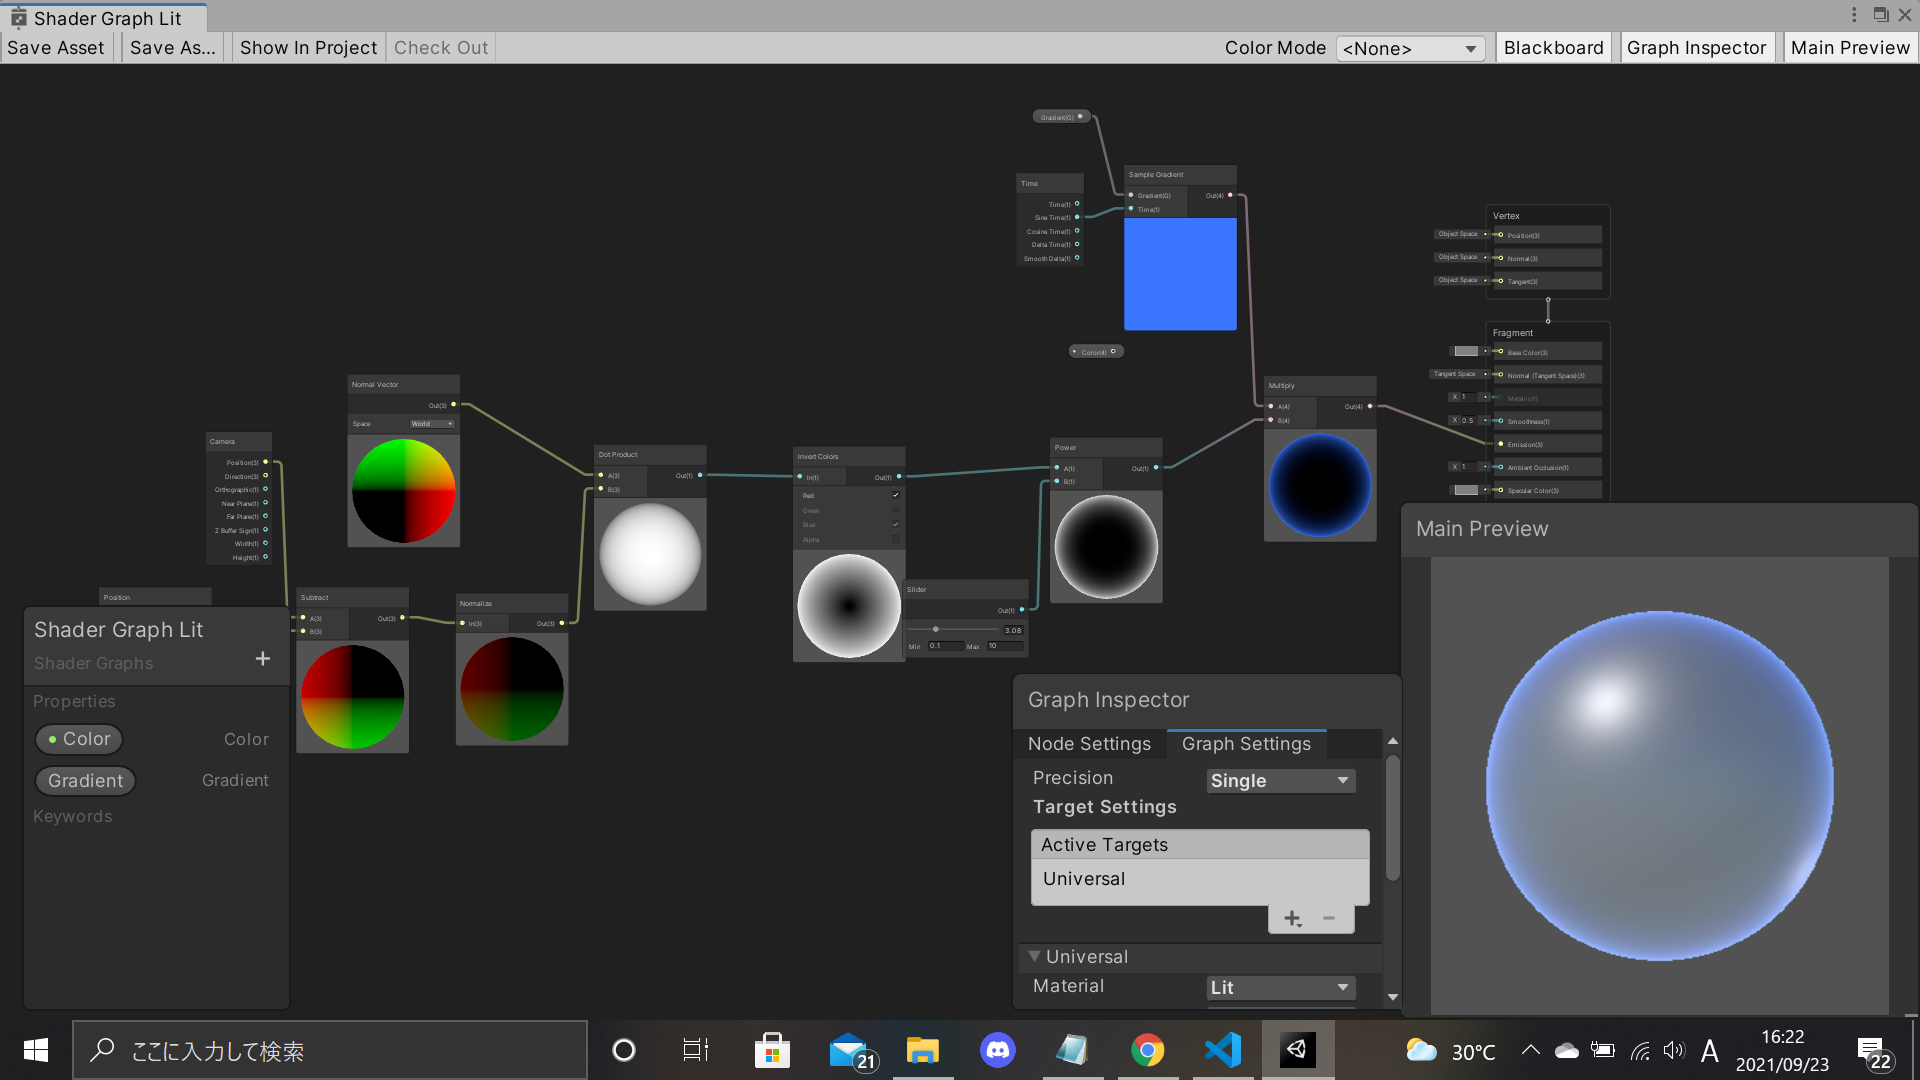 Shader Graph Lit
Save Asset
Save As...
Show In Project
Check Out
Color Mode
<None>
Blackboard
Graph Inspector
Main Preview
Gradient(G)
Time
Time(1)
Sine Time(1)
Cosine Time(1)
Delta Time(1)
Smooth Delta(1)
Sample Gradient
Gradient(G)
Out(4)
Time(1)
Color(4)
Vertex
Object Space
Position(3)
Object Space
Normal(3)
Object Space
Tangent(3)
Fragment
Base Color(3)
Tangent Space
Normal (Tangent Space)(3)
X 1
Metallic(1)
X 0.5
Smoothness(1)
Emission(3)
X 1
Ambient Occlusion(1)
Specular Color(3)
Normal Vector
Out(3)
Space
World
Camera
Position(3)
Direction(3)
Orthographic(1)
Near Plane(1)
Far Plane(1)
Z Buffer Sign(1)
Width(1)
Height(1)
Position
Subtract
A(3)
Out(3)
B(3)
Normalize
In(3)
Out(3)
Dot Product
A(3)
Out(1)
B(3)
Invert Colors
In(1)
Out(1)
Red
Green
Blue
Alpha
Slider
Out(1)
3.08
Min 0.1 Max 10
Power
A(1)
Out(1)
B(1)
Multiply
A(4)
Out(4)
B(4)
Shader Graph Lit
Shader Graphs
+
Properties
Color
Color
Gradient
Gradient
Keywords
Graph Inspector
Node Settings
Graph Settings
Precision
Single
Target Settings
Active Targets
Universal
Universal
Material
Lit
Main Preview
ここに入力して検索
21
30°C
A
16:22
2021/09/23
22